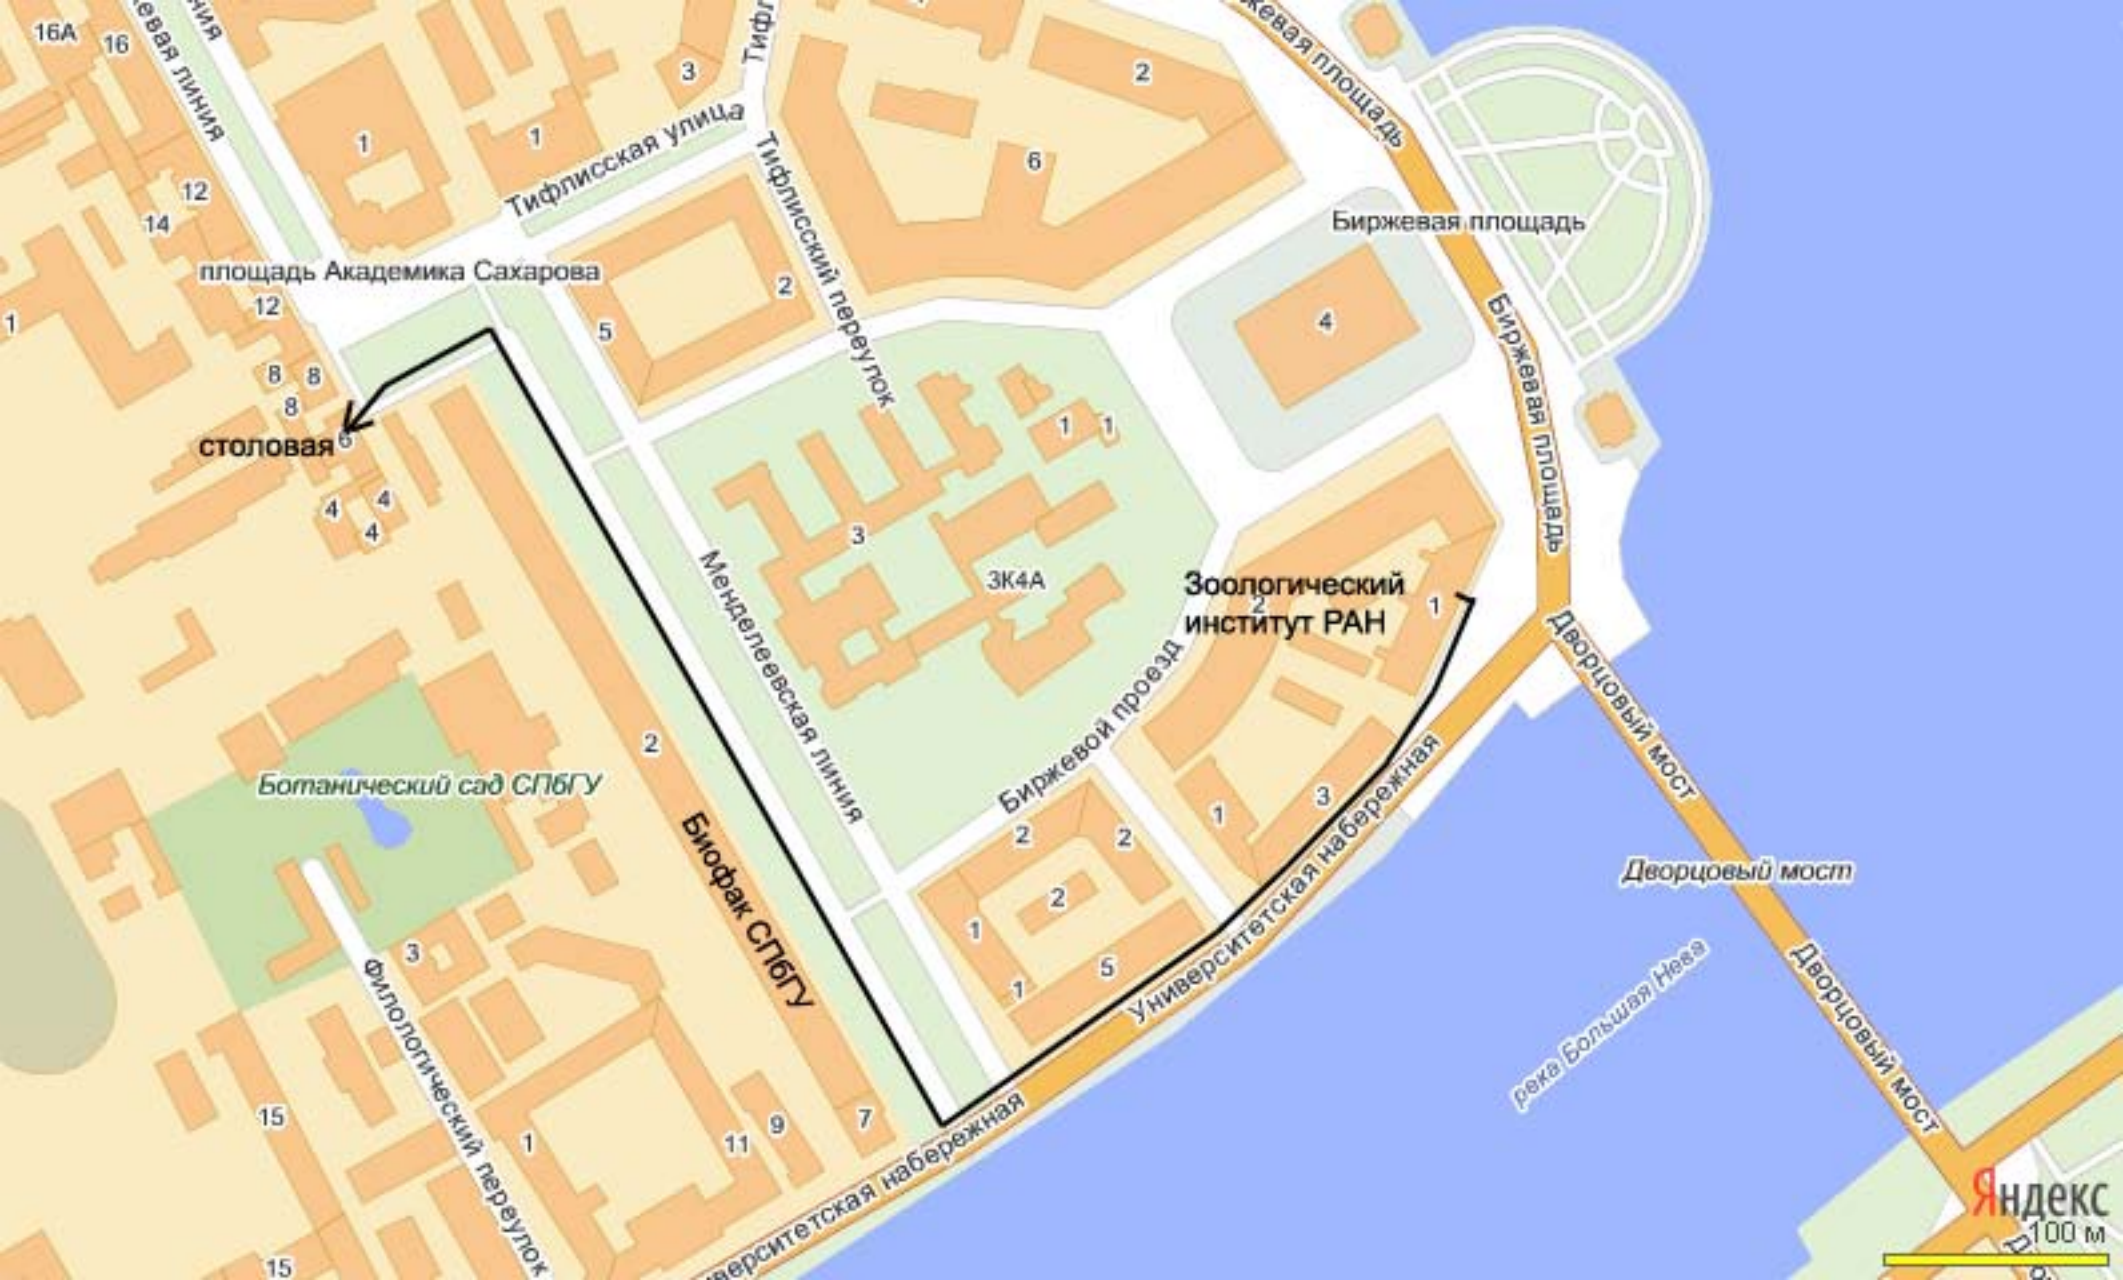 16А
16
линия
3
2
Биржевая площадь
1
1
Тифлисская улица
6
12
14
Тифлисский переулок
Биржевая площадь
площадь Академика Сахарова
12
2
1
5
4
Биржевая площадь
8
8
8
столовая
6
1
1
4
4
4
3
3К4А
Менделеевская линия
Зоологический
2
институт РАН
1
Дворцовый мост
Биржевой проезд
2
Ботанический сад СПбГУ
Биофак СПбГУ
3
1
2
2
Университетская набережная
Дворцовый мост
2
1
5
1
3
Филологический переулок
река Большая Нева
Дворцовый мост
15
1
11
9
7
Университетская набережная
Яндекс
100 м
15